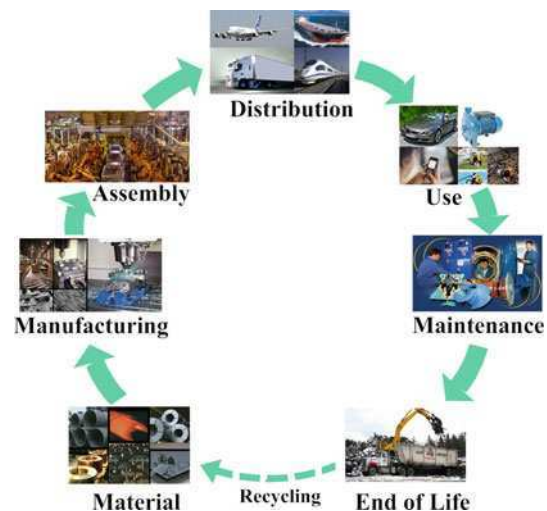 Distribution
Assembly
Use
Manufacturing
Maintenance
Material
Recycling
End of Life